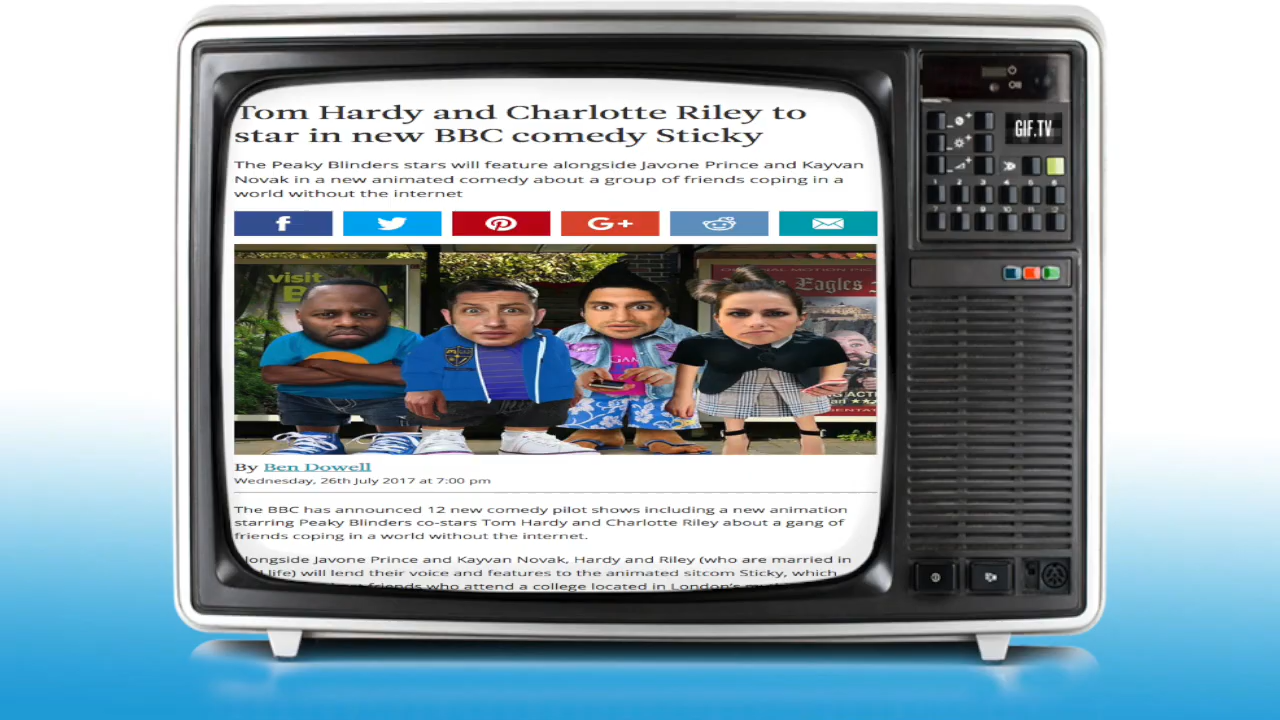 Tom Hardy and Charlotte Riley to
star in new BBC comedy Sticky
GIF.TV
The Peaky Blinders stars will feature alongside Javone Prince and Kayvan
Novak in a new animated comedy about a group of friends coping in a
world without the internet
visit
Eagles
By Ben Dowell
Wednesday, 26th July 2017 at 7:00 pm
The BBC has announced 12 new comedy pilot shows including a new animation
starring Peaky Blinders co-stars Tom Hardy and Charlotte Riley about a gang of
friends coping in a world without the internet.
Alongside Javone Prince and Kayvan Novak, Hardy and Riley (who are married in
life) will lend their voice and features to the animated sitcom Sticky, which
friends who attend a college located in London's